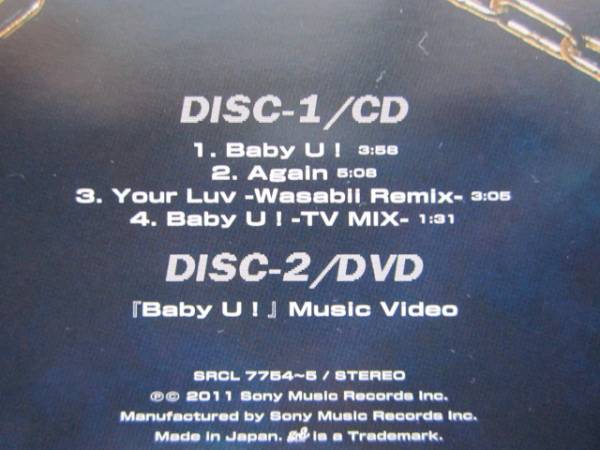 DISC-1/CD
1. Baby U! 3:58
2. Again 5:08
3. Your Luv -Wasabii Remix- 3:05
4. Baby U!-TV MIX- 1:31
DISC-2/DVD
『Baby U!』 Music Video
SRCL 7754~5 / STEREO
℗© 2011 Sony Music Records Inc.
Manufactured by Sony Music Records Inc.
Made in Japan. is a Trademark.